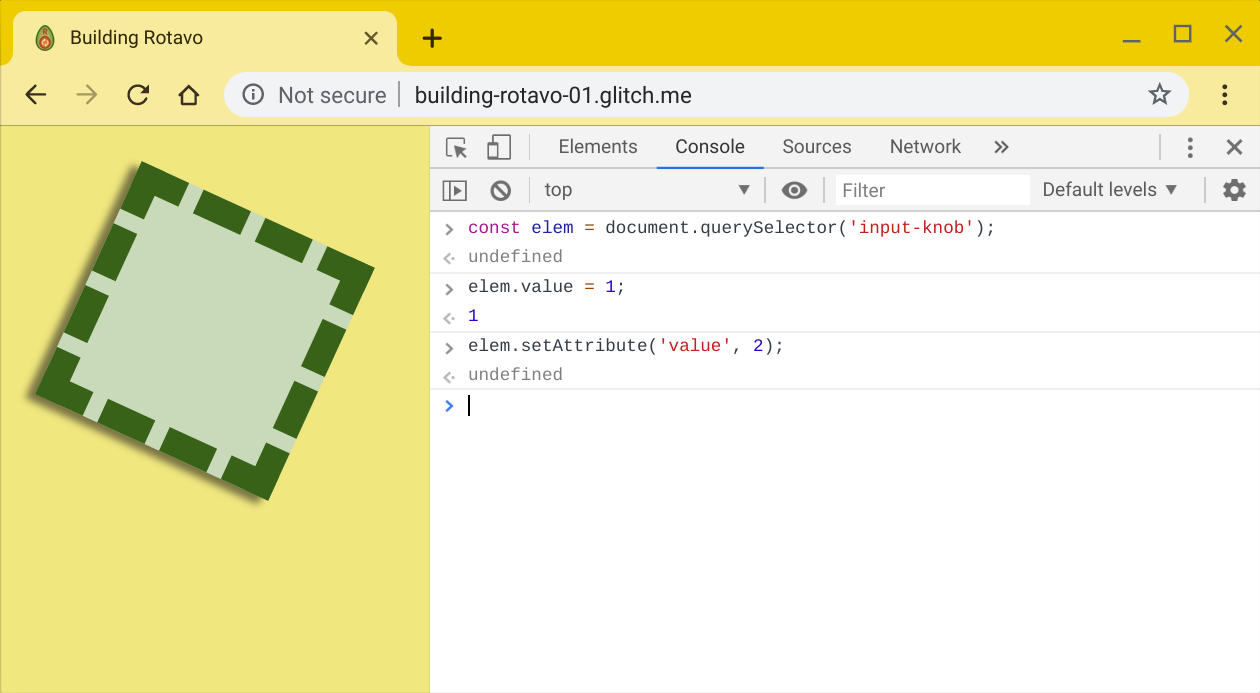 Building Rotavo
Not secure building-rotavo-01.glitch.me
Elements Console Sources Network
top Filter Default levels
const elem = document.querySelector('input-knob');
undefined
elem.value = 1;
1
elem.setAttribute('value', 2);
undefined